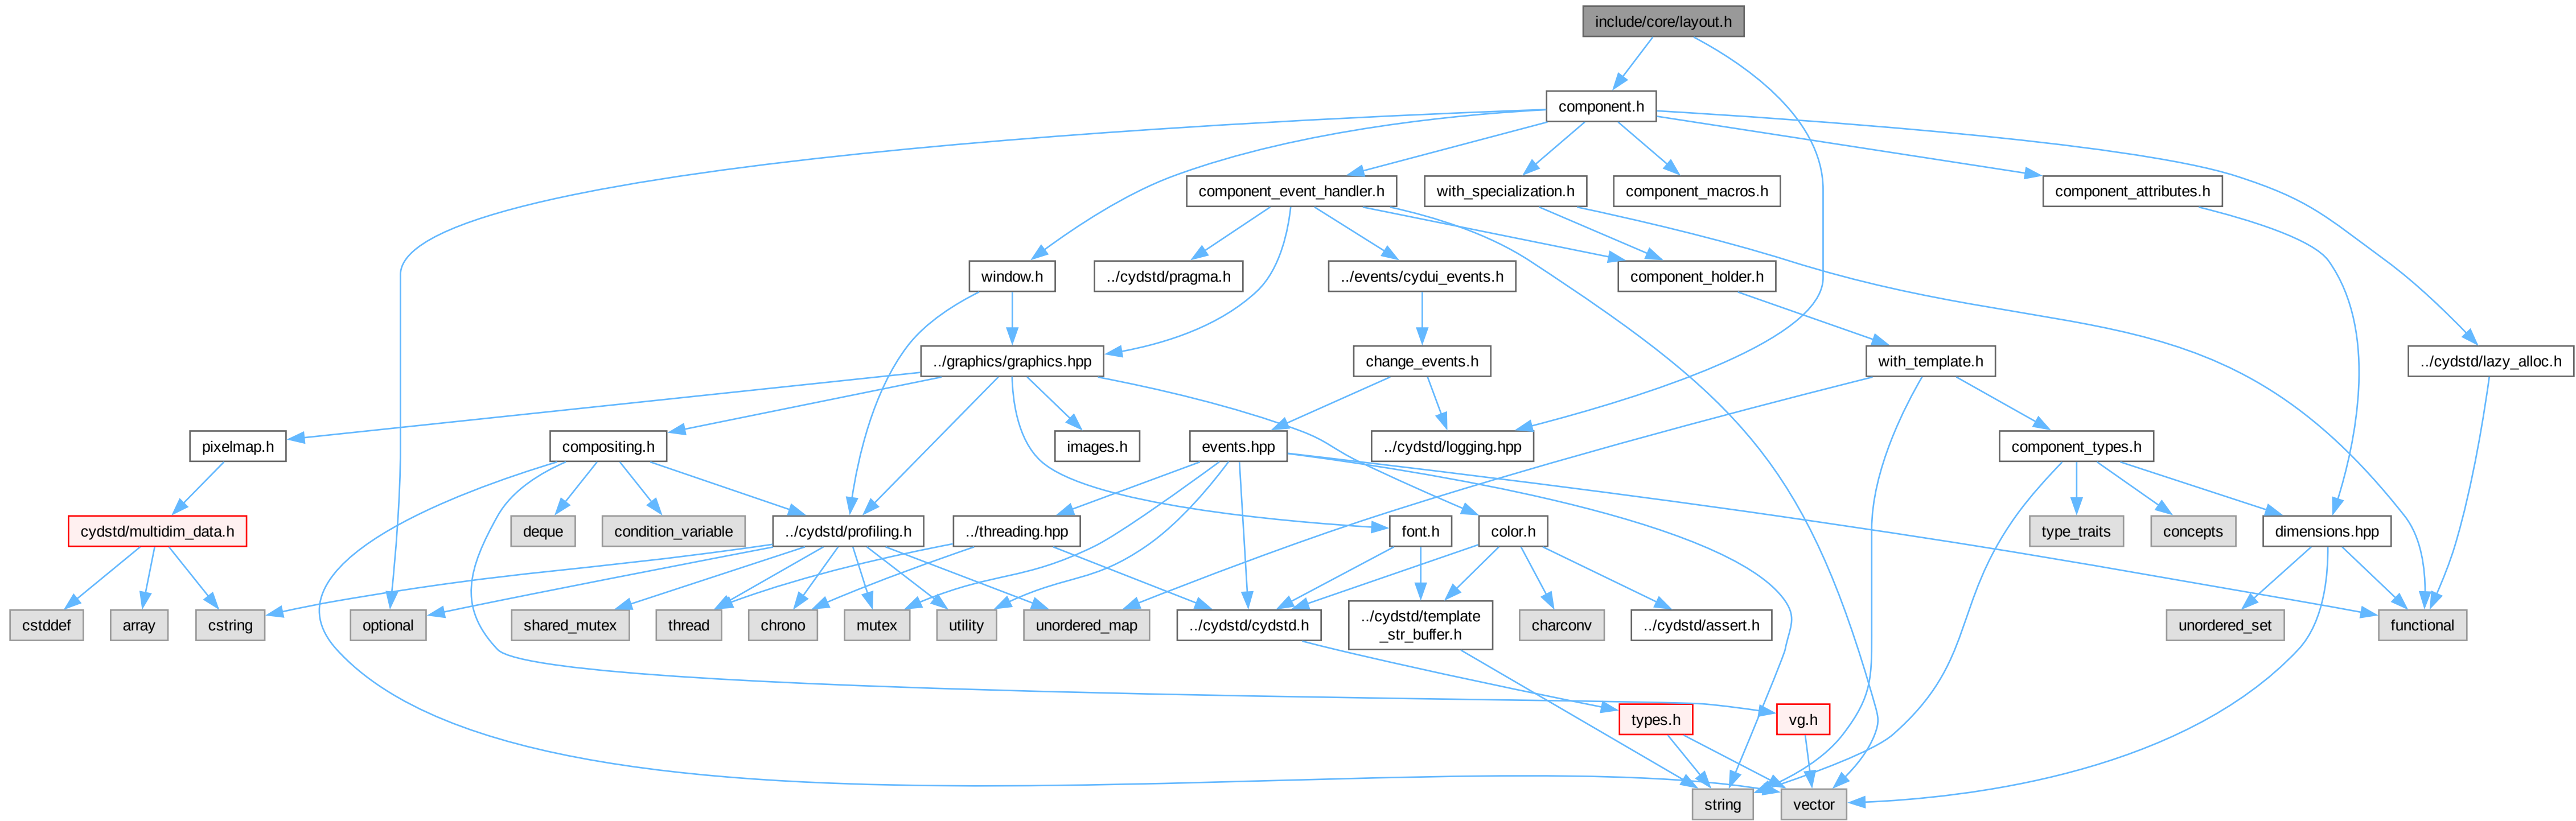 include/core/layout.h
component.h
component_event_handler.h
with_specialization.h
component_macros.h
component_attributes.h
window.h
../cydstd/pragma.h
../events/cydui_events.h
component_holder.h
../graphics/graphics.hpp
change_events.h
with_template.h
../cydstd/lazy_alloc.h
pixelmap.h
compositing.h
images.h
events.hpp
../cydstd/logging.hpp
component_types.h
cydstd/multidim_data.h
deque
condition_variable
../cydstd/profiling.h
../threading.hpp
font.h
color.h
type_traits
concepts
dimensions.hpp
cstddef
array
cstring
optional
shared_mutex
thread
chrono
mutex
utility
unordered_map
../cydstd/cydstd.h
../cydstd/template
_str_buffer.h
charconv
../cydstd/assert.h
unordered_set
functional
types.h
vg.h
string
vector